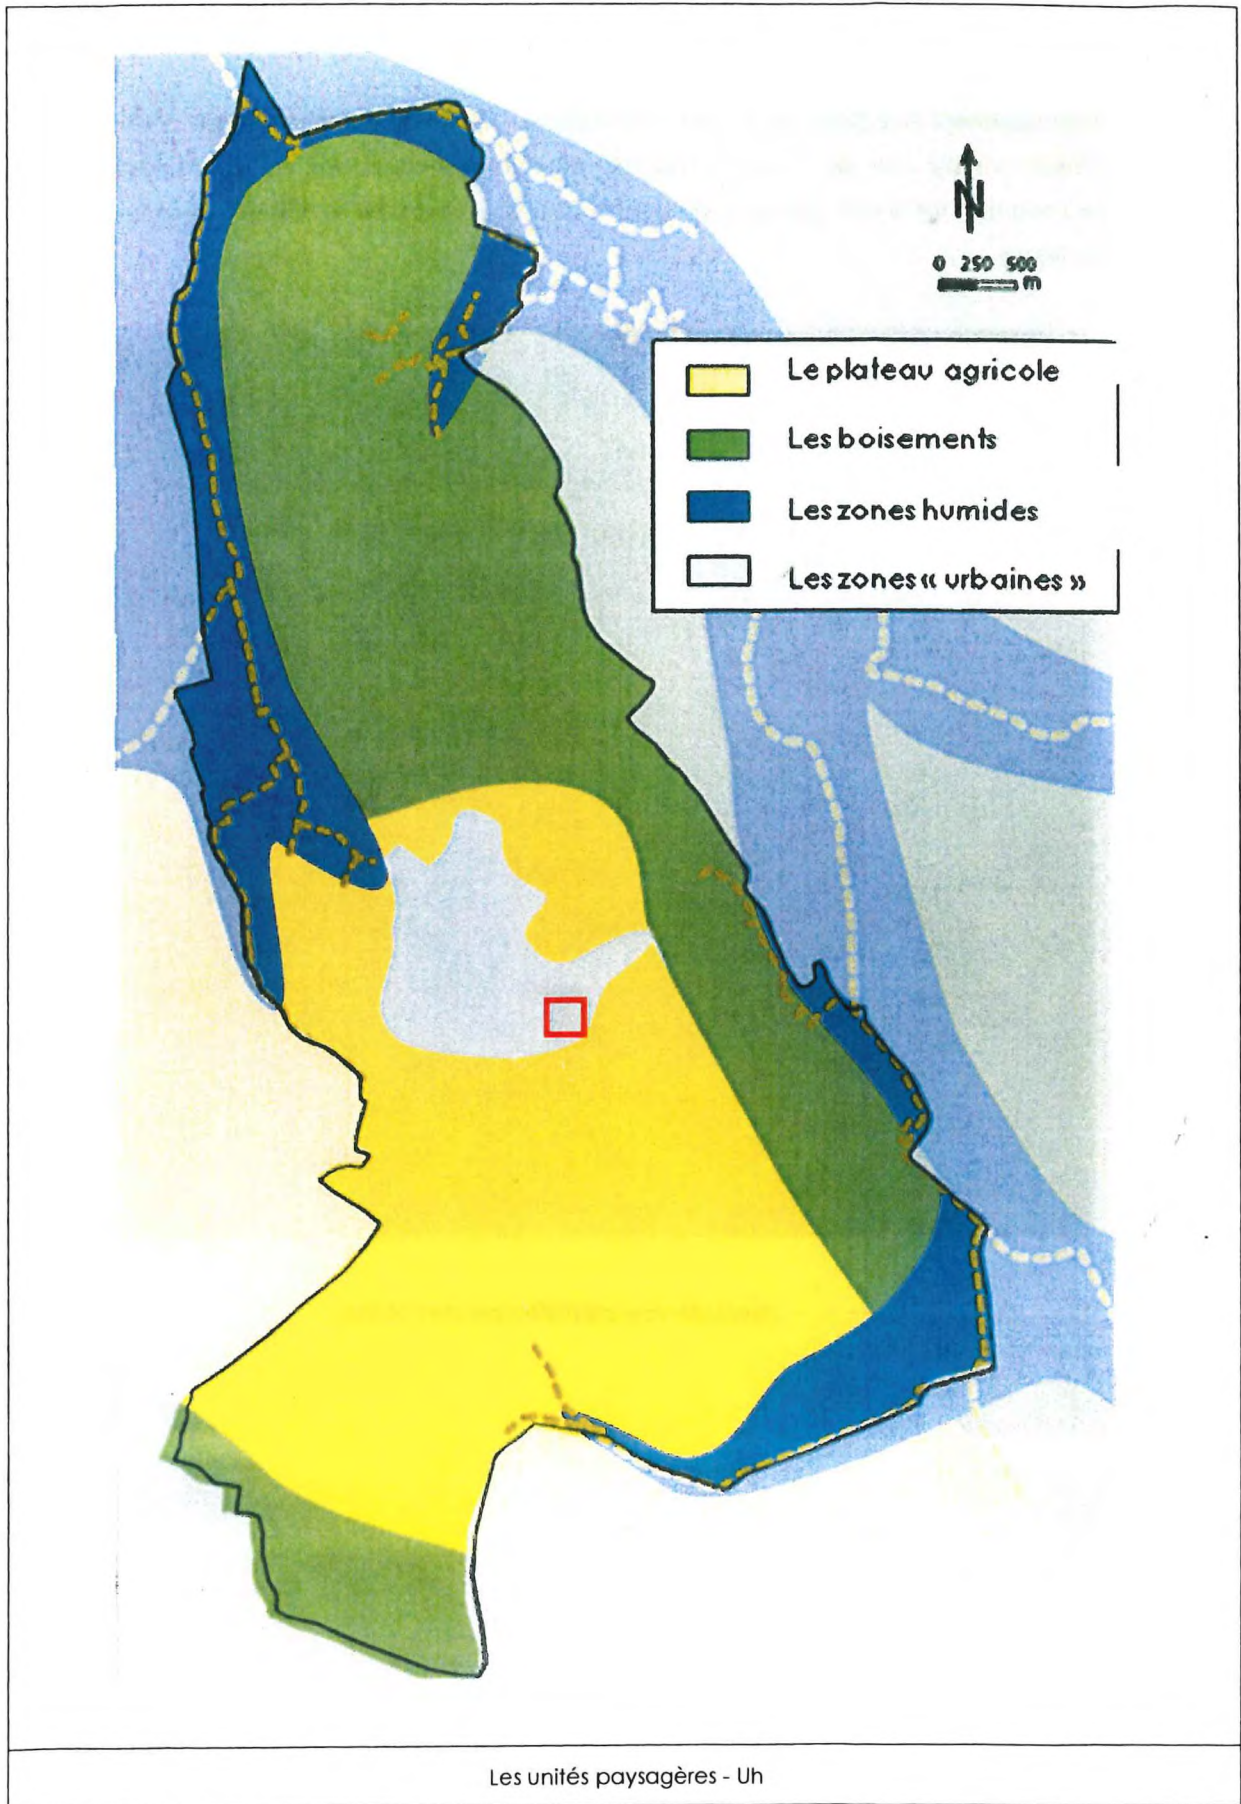 N
0 250 500
m
Le plateau agricole
Les boisements
Les zones humides
Les zones « urbaines »
Les unités paysagères - Uh